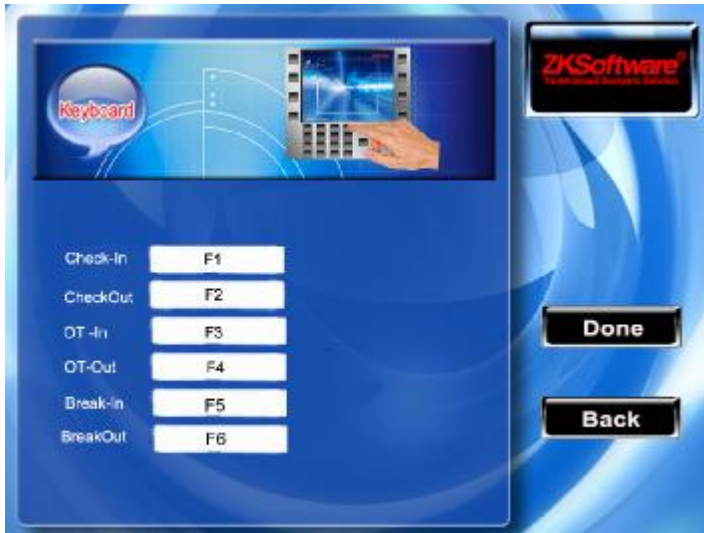 Keyboard
ZKSoftware
Check-In F1
CheckOut F2
OT -In F3
OT-Out F4
Break-In F5
BreakOut F6
Done
Back